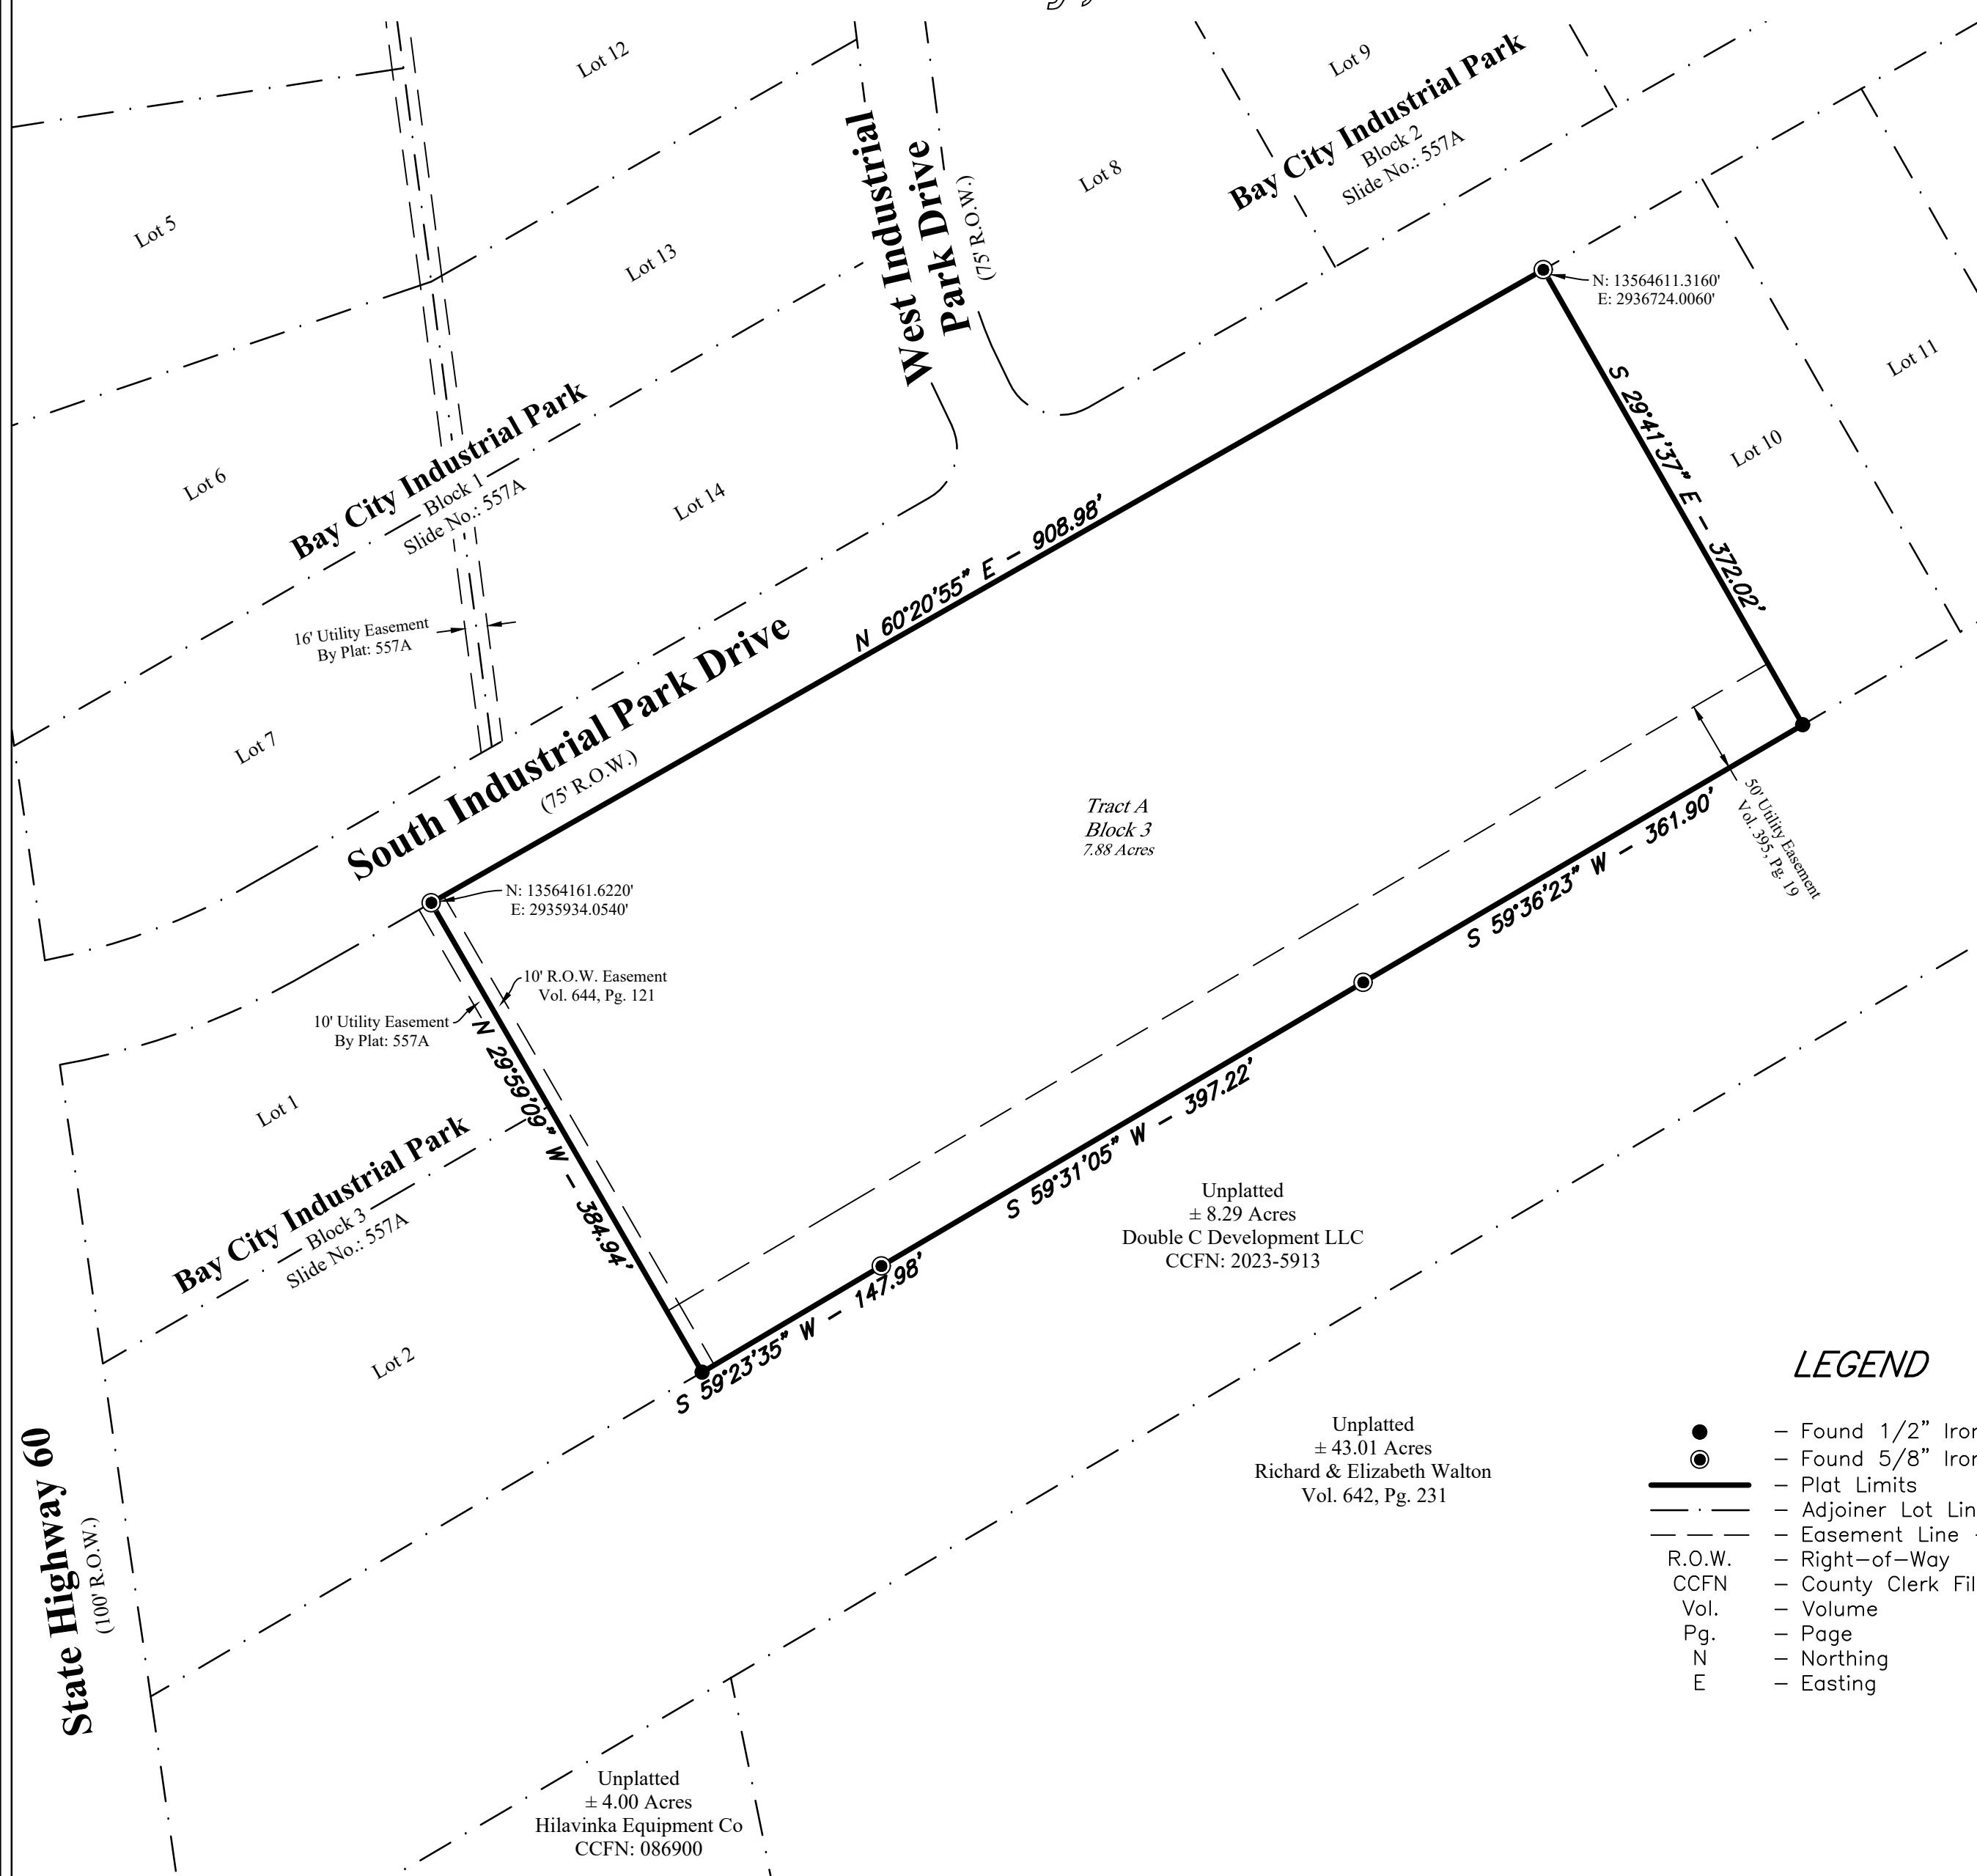 Lot 12
Lot 9
Bay City Industrial Park
Block 2
Slide No.: 557A
Lot 8
West Industrial
Park Drive
(75' R.O.W.)
Lot 5
Lot 13
N: 13564611.3160'
E: 2936724.0060'
Lot 11
S 29°41'37" E - 372.02'
Lot 10
Lot 6
Bay City Industrial Park
Block 1
Slide No.: 557A
Lot 14
N 60°20'55" E - 908.98'
16' Utility Easement
By Plat: 557A
Lot 7
South Industrial Park Drive
(75' R.O.W.)
Tract A
Block 3
7.88 Acres
50' Utility Easement
Vol. 395, Pg. 19
S 59°36'23" W - 361.90'
N: 13564161.6220'
E: 2935934.0540'
10' R.O.W. Easement
Vol. 644, Pg. 121
10' Utility Easement
By Plat: 557A
N 29°59'09" W - 384.94'
Lot 1
Bay City Industrial Park
Block 3
Slide No.: 557A
S 59°31'05" W - 397.22'
Unplatted
± 8.29 Acres
Double C Development LLC
CCFN: 2023-5913
S 59°23'35" W - 147.98'
Lot 2
State Highway 60
(100' R.O.W.)
Unplatted
± 43.01 Acres
Richard & Elizabeth Walton
Vol. 642, Pg. 231
Unplatted
± 4.00 Acres
Hilavinka Equipment Co
CCFN: 086900
LEGEND
- Found 1/2" Iron
- Found 5/8" Iron
- Plat Limits
- Adjoiner Lot Lin
- Easement Line -
R.O.W. - Right-of-Way
CCFN - County Clerk Fil
Vol. - Volume
Pg. - Page
N - Northing
E - Easting